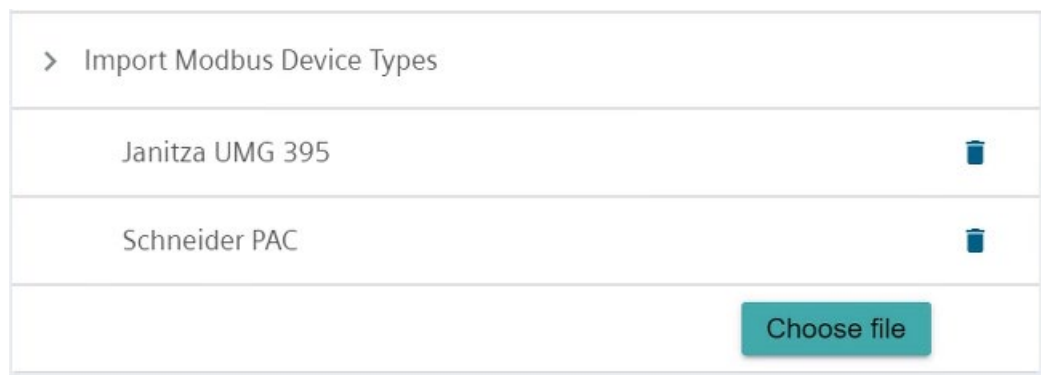 Import Modbus Device Types
Janitza UMG 395
Schneider PAC
Choose file